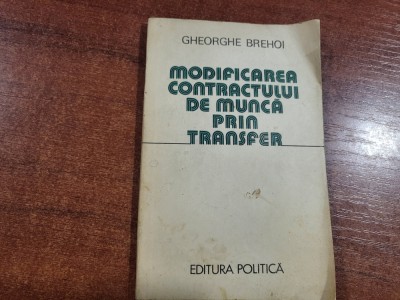 GHEORGHE BREHOI
MODIFICAREA
CONTRACTULUI
DE MUNCĂ
PRIN
TRANSFER
EDITURA POLITICĂ